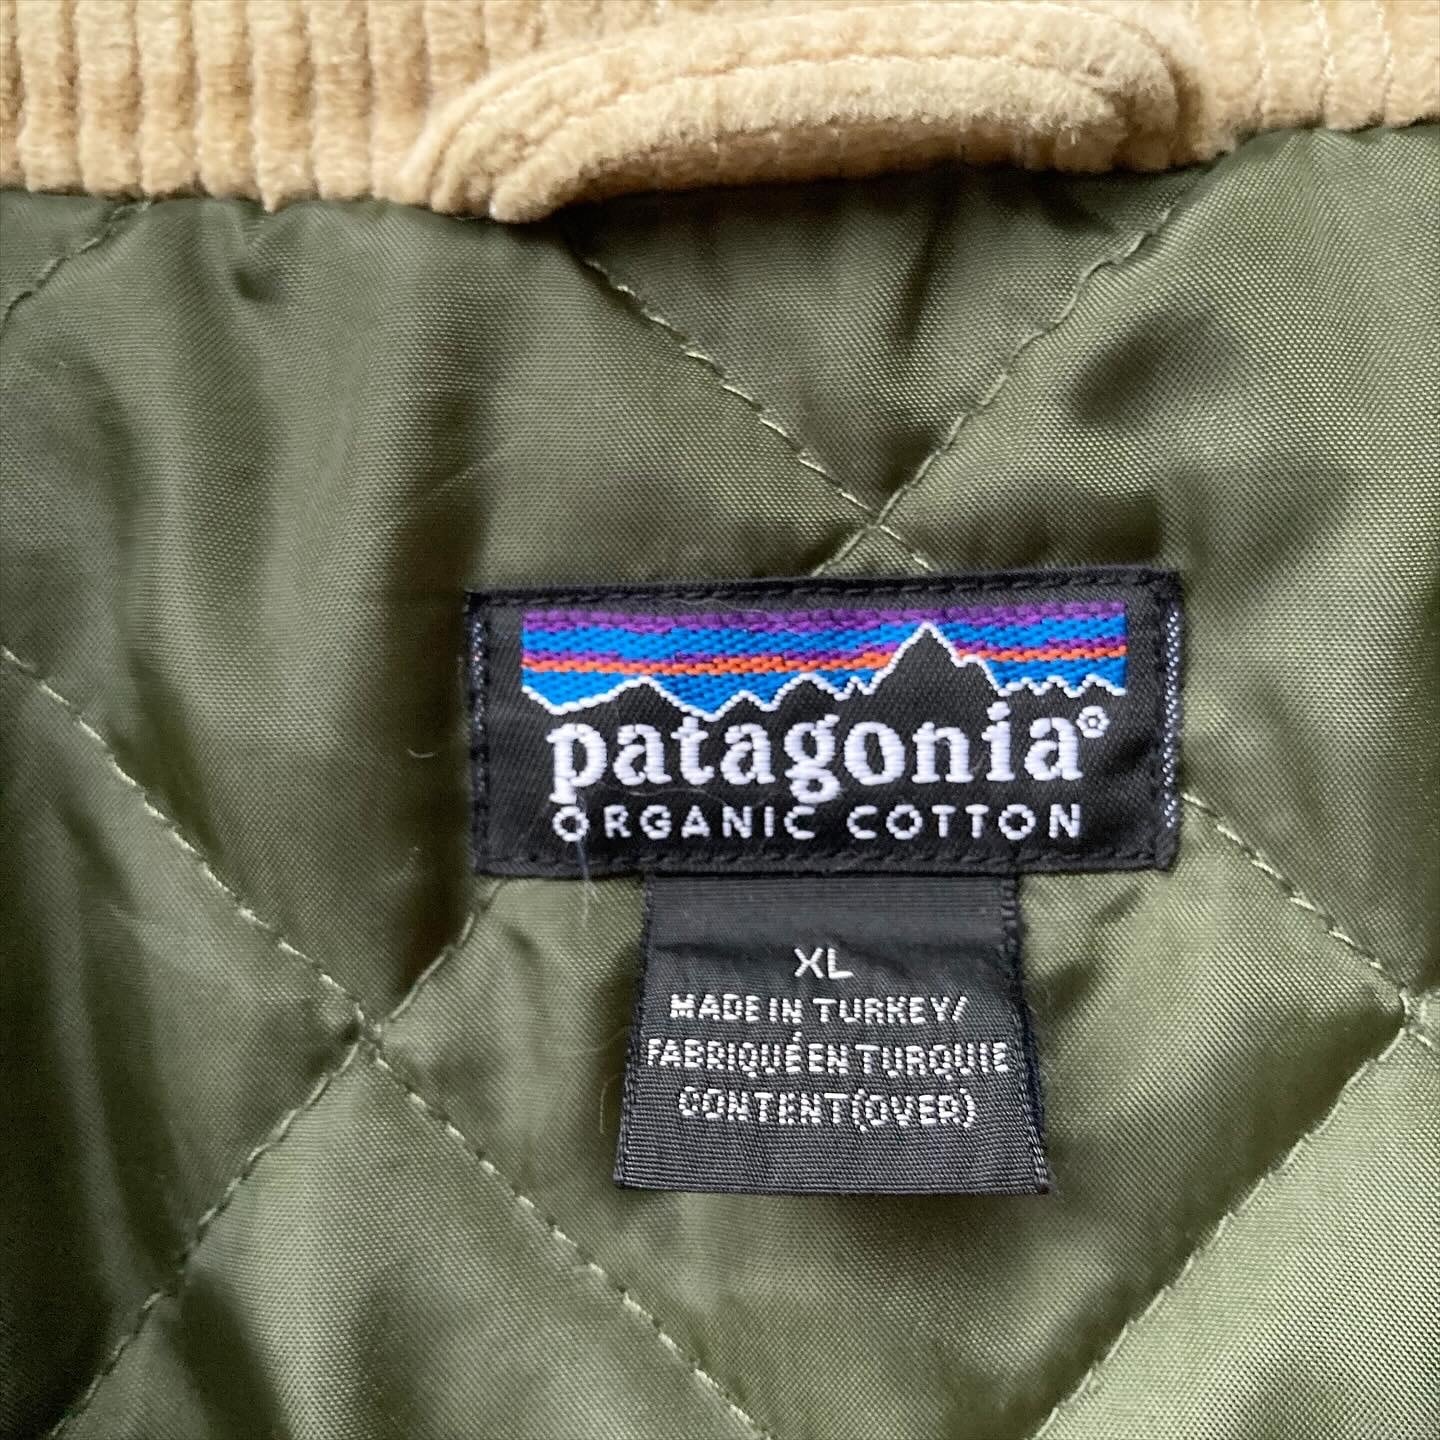 patagonia®
ORGANIC COTTON
XL
MADE IN TURKEY/
FABRIQUÉ EN TURQUIE
CONTENT(OVER)